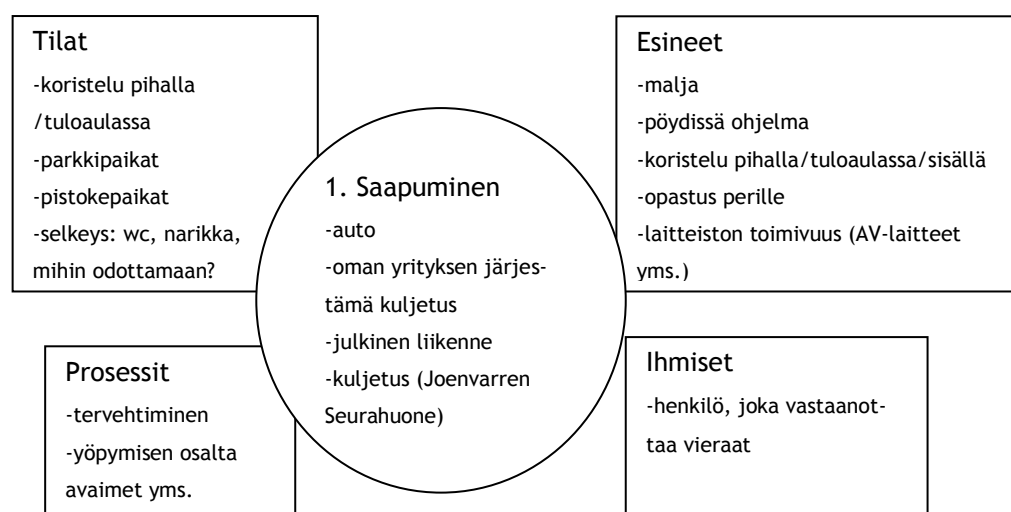 Tilat
-koristelu pihalla
/tuloaulassa
-parkkipaikat
-pistokepaikat
-selkeys: wc, narikka,
mihin odottamaan?
Esineet
-malja
-pöydissä ohjelma
-koristelu pihalla/tuloaulassa/sisällä
-opastus perille
-laitteiston toimivuus (AV-laitteet
yms.)
1. Saapuminen
-auto
-oman yrityksen järjes-
tämä kuljetus
-julkinen liikenne
-kuljetus (Joenvarren
Seurahuone)
Prosessit
-tervehtiminen
-yöpymisen osalta
avaimet yms.
Ihmiset
-henkilö, joka vastaanot-
taa vieraat